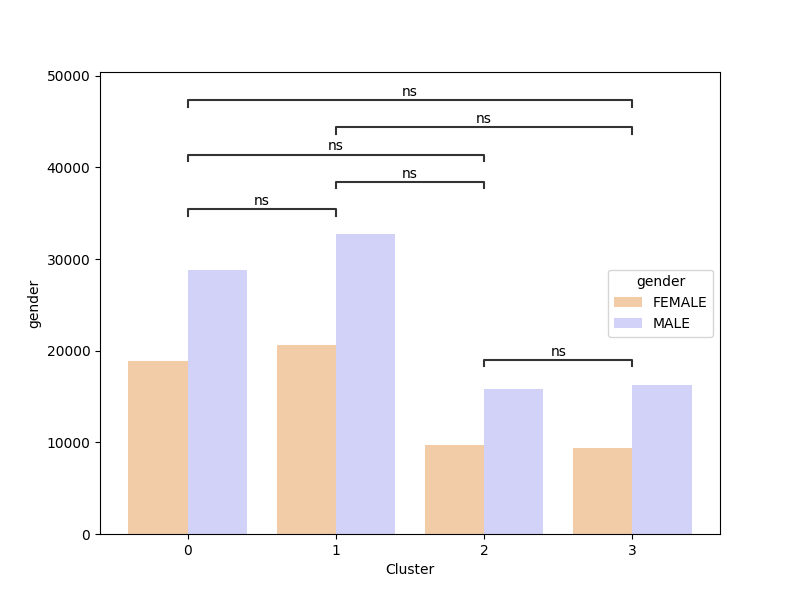 50000
40000
30000
20000
10000
0
gender
ns
ns
ns
ns
ns
ns
gender
FEMALE
MALE
0 1 2 3
Cluster